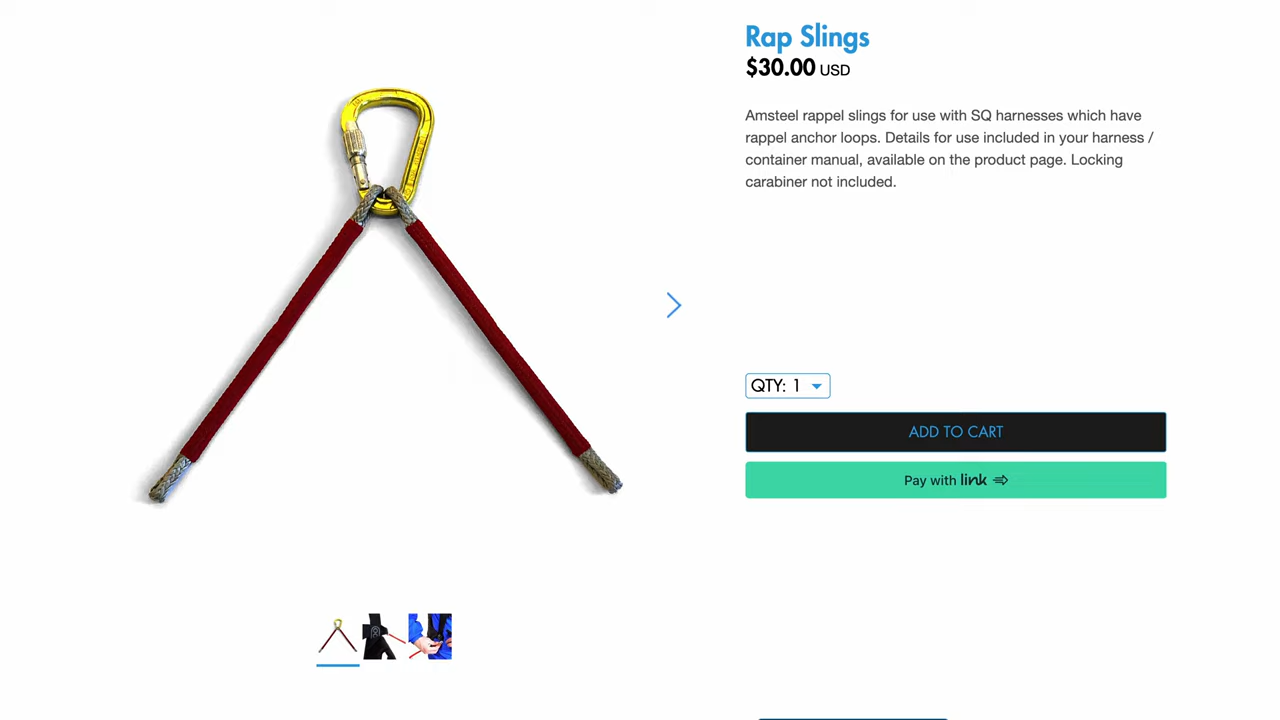 Rap Slings
$30.00 USD
Amsteel rappel slings for use with SQ harnesses which have
rappel anchor loops. Details for use included in your harness /
container manual, available on the product page. Locking
carabiner not included.
QTY: 1
ADD TO CART
Pay with link